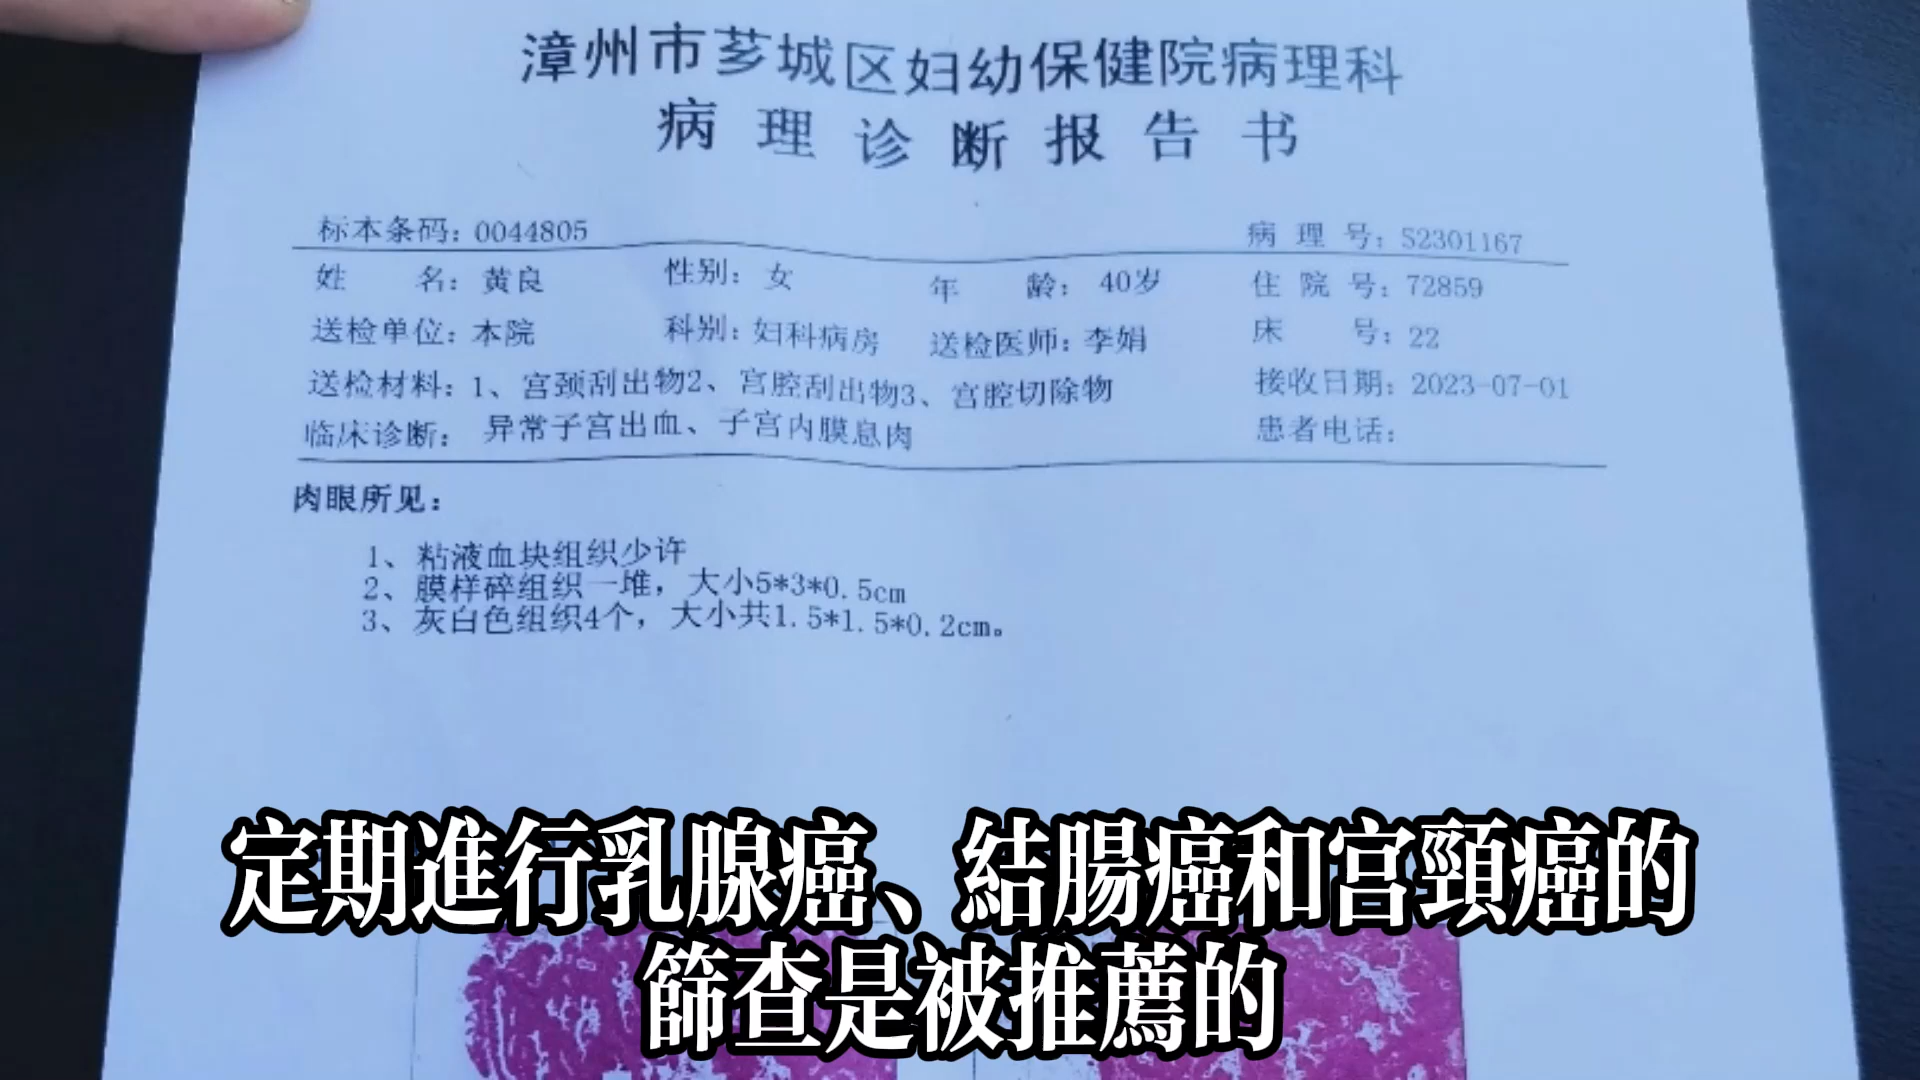 漳州市芗城区妇幼保健院病理科
病理诊断报告书
标本条码：0044805 病理号：S2301167
姓名：黄良 性别：女 年龄：40岁 住院号：72859
送检单位：本院 科别：妇科病房 送检医师：李娟 床号：22
送检材料：1、宫颈刮出物2、宫腔刮出物3、宫腔切除物 接收日期：2023-07-01
临床诊断：异常子宫出血、子宫内膜息肉 患者电话：
肉眼所见：
1、粘液血块组织少许
2、膜样碎组织一堆，大小5*3*0.5cm
3、灰白色组织4个，大小共1.5*1.5*0.2cm。
定期進行乳腺癌、結腸癌和宮頸癌的
篩查是被推薦的